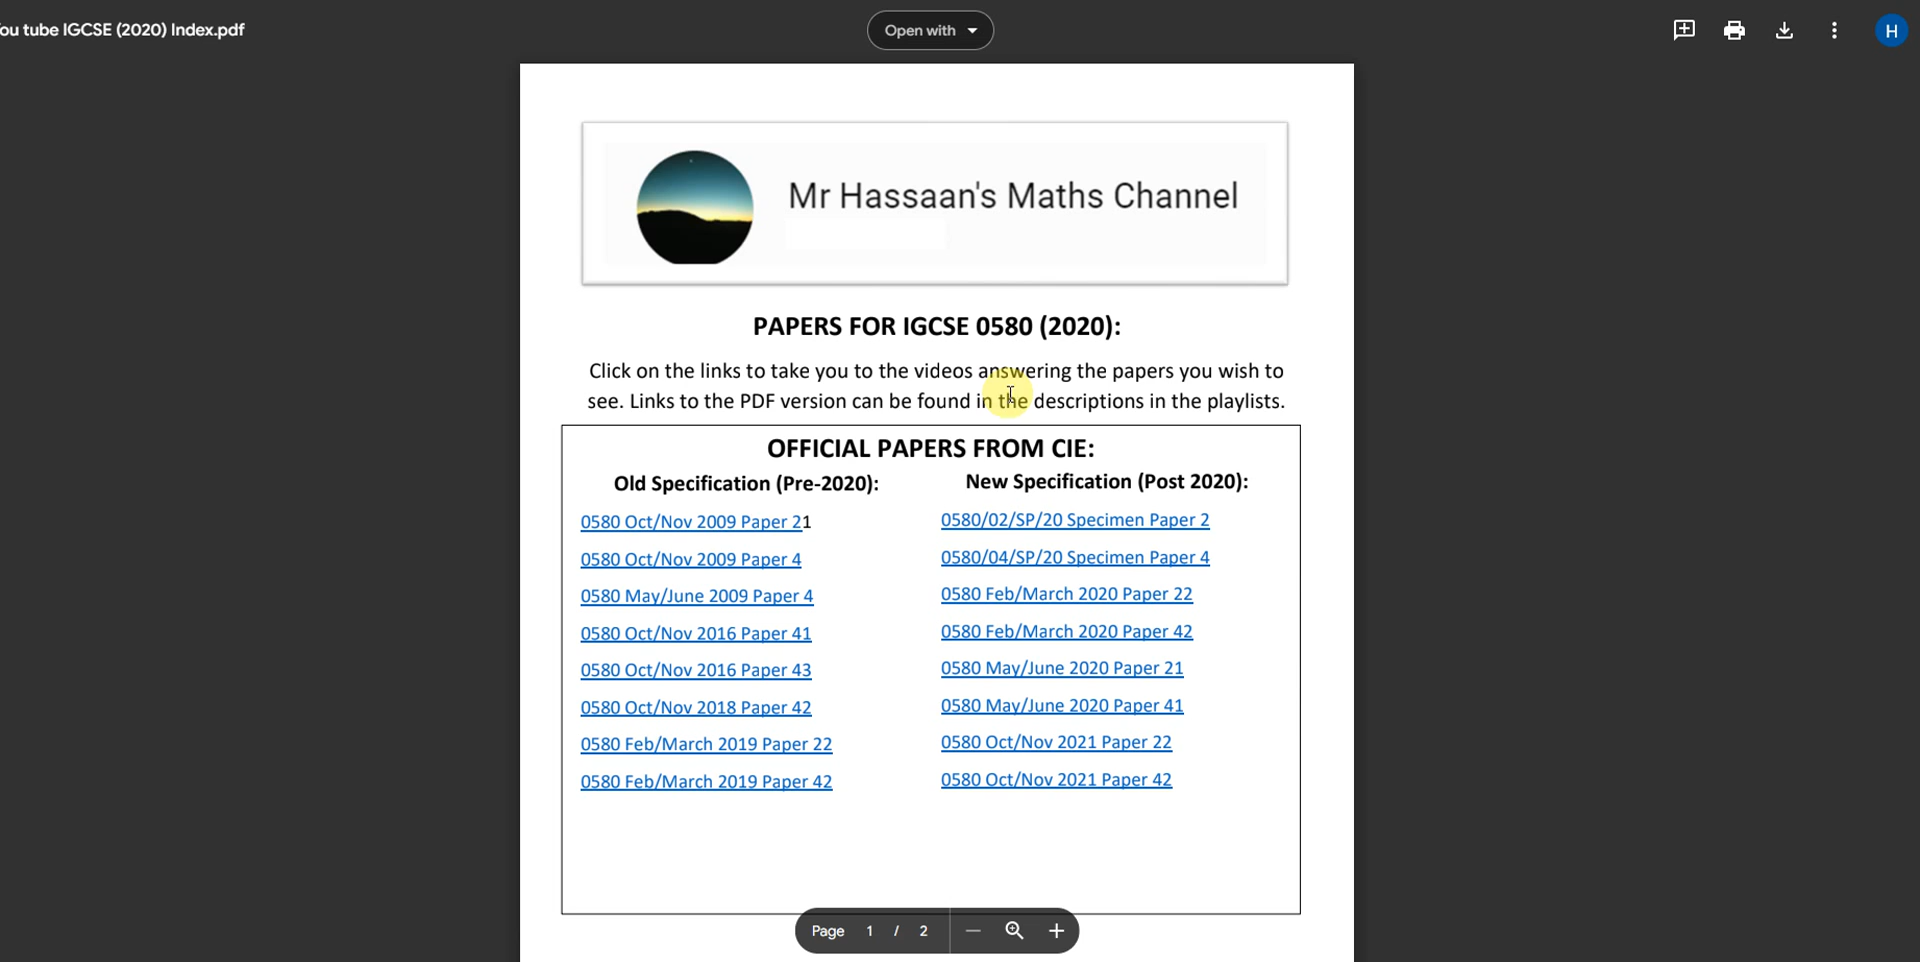 ou tube IGCSE (2020) Index.pdf
Open with
H
Mr Hassaan's Maths Channel
PAPERS FOR IGCSE 0580 (2020):
Click on the links to take you to the videos answering the papers you wish to
see. Links to the PDF version can be found in the descriptions in the playlists.
OFFICIAL PAPERS FROM CIE:
Old Specification (Pre-2020):
0580 Oct/Nov 2009 Paper 21
0580 Oct/Nov 2009 Paper 4
0580 May/June 2009 Paper 4
0580 Oct/Nov 2016 Paper 41
0580 Oct/Nov 2016 Paper 43
0580 Oct/Nov 2018 Paper 42
0580 Feb/March 2019 Paper 22
0580 Feb/March 2019 Paper 42
New Specification (Post 2020):
0580/02/SP/20 Specimen Paper 2
0580/04/SP/20 Specimen Paper 4
0580 Feb/March 2020 Paper 22
0580 Feb/March 2020 Paper 42
0580 May/June 2020 Paper 21
0580 May/June 2020 Paper 41
0580 Oct/Nov 2021 Paper 22
0580 Oct/Nov 2021 Paper 42
Page 1 / 2